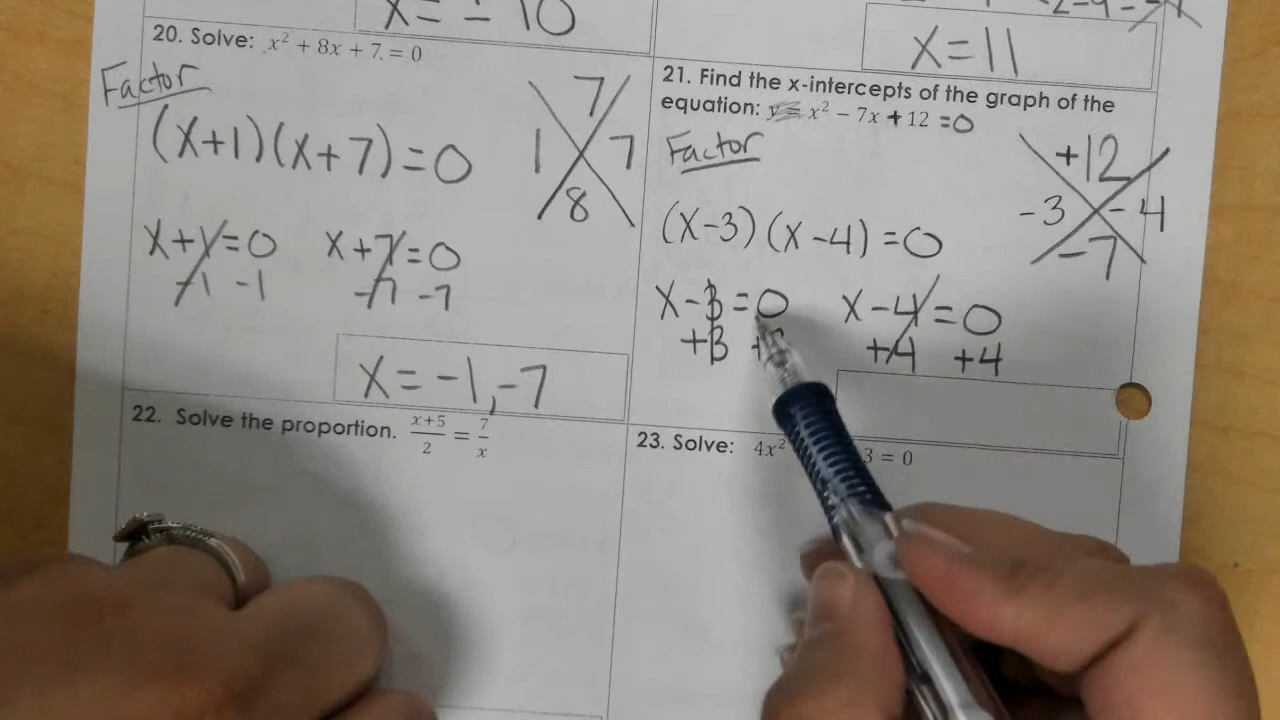 x = ± 10
x = 11
20. Solve: x² + 8x + 7 = 0
Factor
(x+1)(x+7) = 0
7
1 7
8
x+1=0 x+7=0
-1 -1 -7 -7
x = -1, -7
21. Find the x-intercepts of the graph of the
equation: y = x² − 7x + 12 = 0
Factor
+12
-3 -4
-7
(x-3)(x-4) = 0
x-3=0 x-4=0
+3 +4 +4
22. Solve the proportion. x+5/2 = 7/x
23. Solve: 4x² 3 = 0